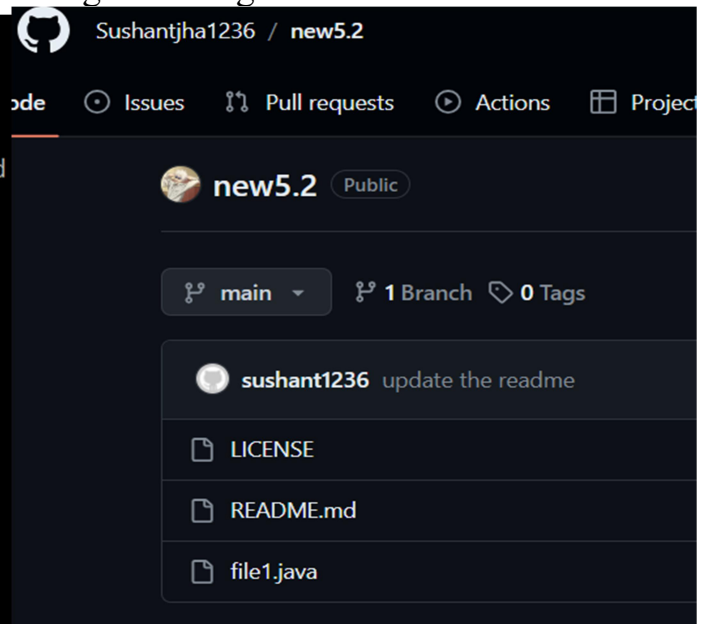 Sushantjha1236 / new5.2
Issues Pull requests Actions
new5.2 Public
main 1 Branch 0 Tags
sushant1236 update the readme
LICENSE
README.md
file1.java